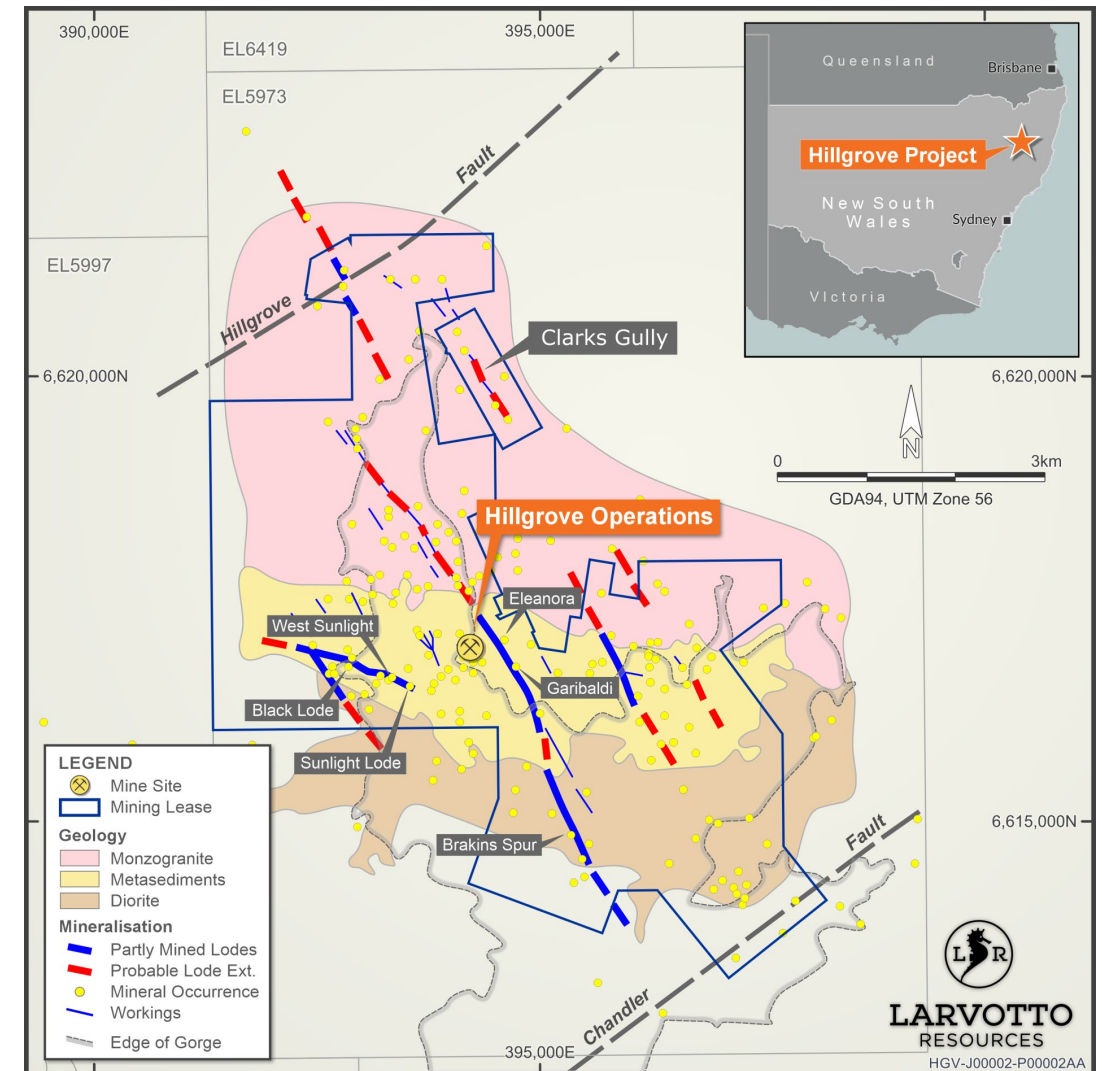 390,000E
395,000E
EL6419
EL5973
EL5997
Queensland
Brisbane
Hillgrove Project
New South
Wales
Sydney
VIctoria
Fault
Hillgrove
Clarks Gully
6,620,000N
6,620,000N
N
0
3km
GDA94, UTM Zone 56
Hillgrove Operations
Eleanora
West Sunlight
Garibaldi
Black Lode
Sunlight Lode
Brakins Spur
6,615,000N
Fault
Chandler
395,000E
LEGEND
Mine Site
Mining Lease
Geology
Monzogranite
Metasediments
Diorite
Mineralisation
Partly Mined Lodes
Probable Lode Ext.
Mineral Occurrence
Workings
Edge of Gorge
L R
LARVOTTO
RESOURCES
HGV-J00002-P00002AA